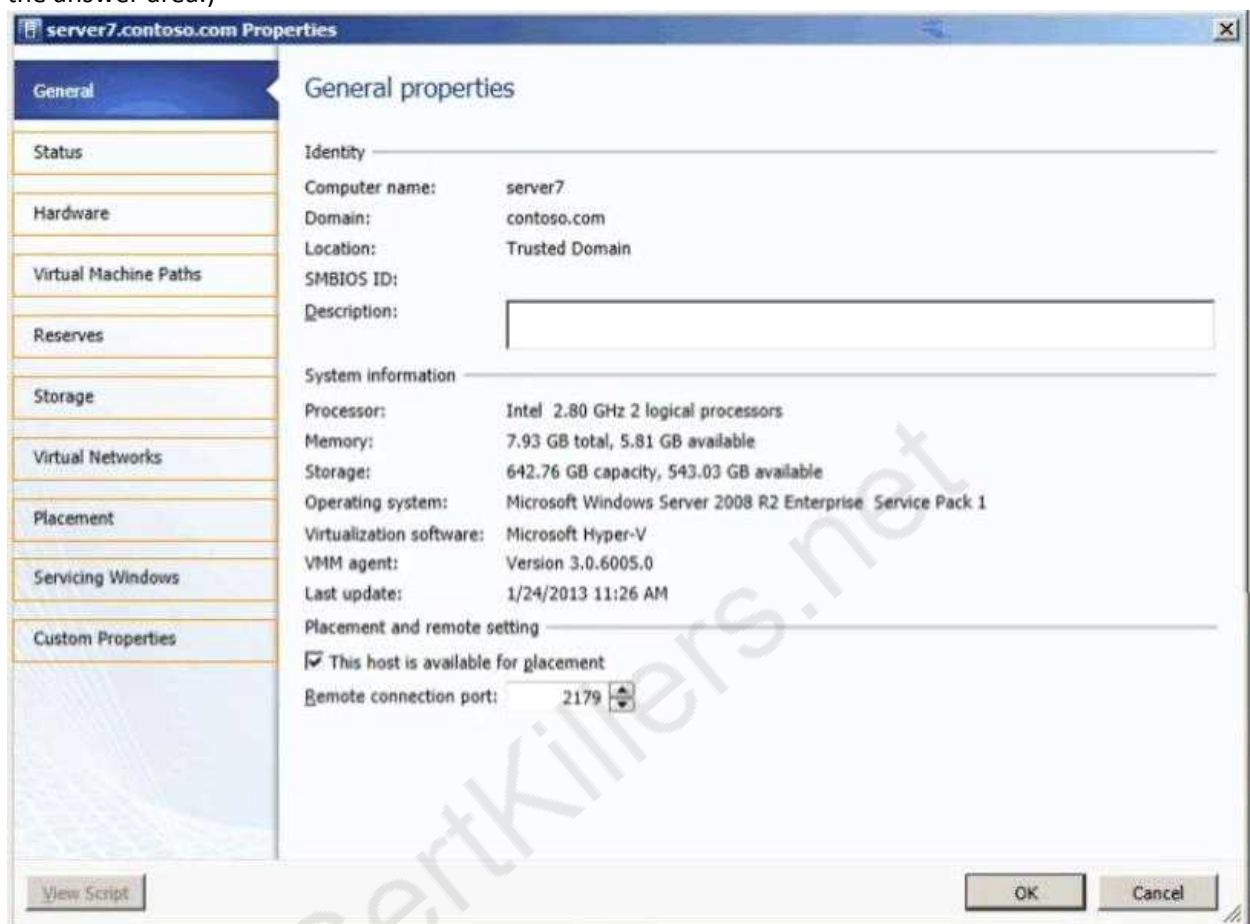 the answer area.)
server7.contoso.com Properties
General
Status
Hardware
Virtual Machine Paths
Reserves
Storage
Virtual Networks
Placement
Servicing Windows
Custom Properties
General properties
Identity
Computer name: server7
Domain: contoso.com
Location: Trusted Domain
SMBIOS ID:
Description:
System information
Processor: Intel 2.80 GHz 2 logical processors
Memory: 7.93 GB total, 5.81 GB available
Storage: 642.76 GB capacity, 543.03 GB available
Operating system: Microsoft Windows Server 2008 R2 Enterprise Service Pack 1
Virtualization software: Microsoft Hyper-V
VMM agent: Version 3.0.6005.0
Last update: 1/24/2013 11:26 AM
Placement and remote setting
This host is available for placement
Remote connection port: 2179
View Script
OK Cancel
ertKillers.net